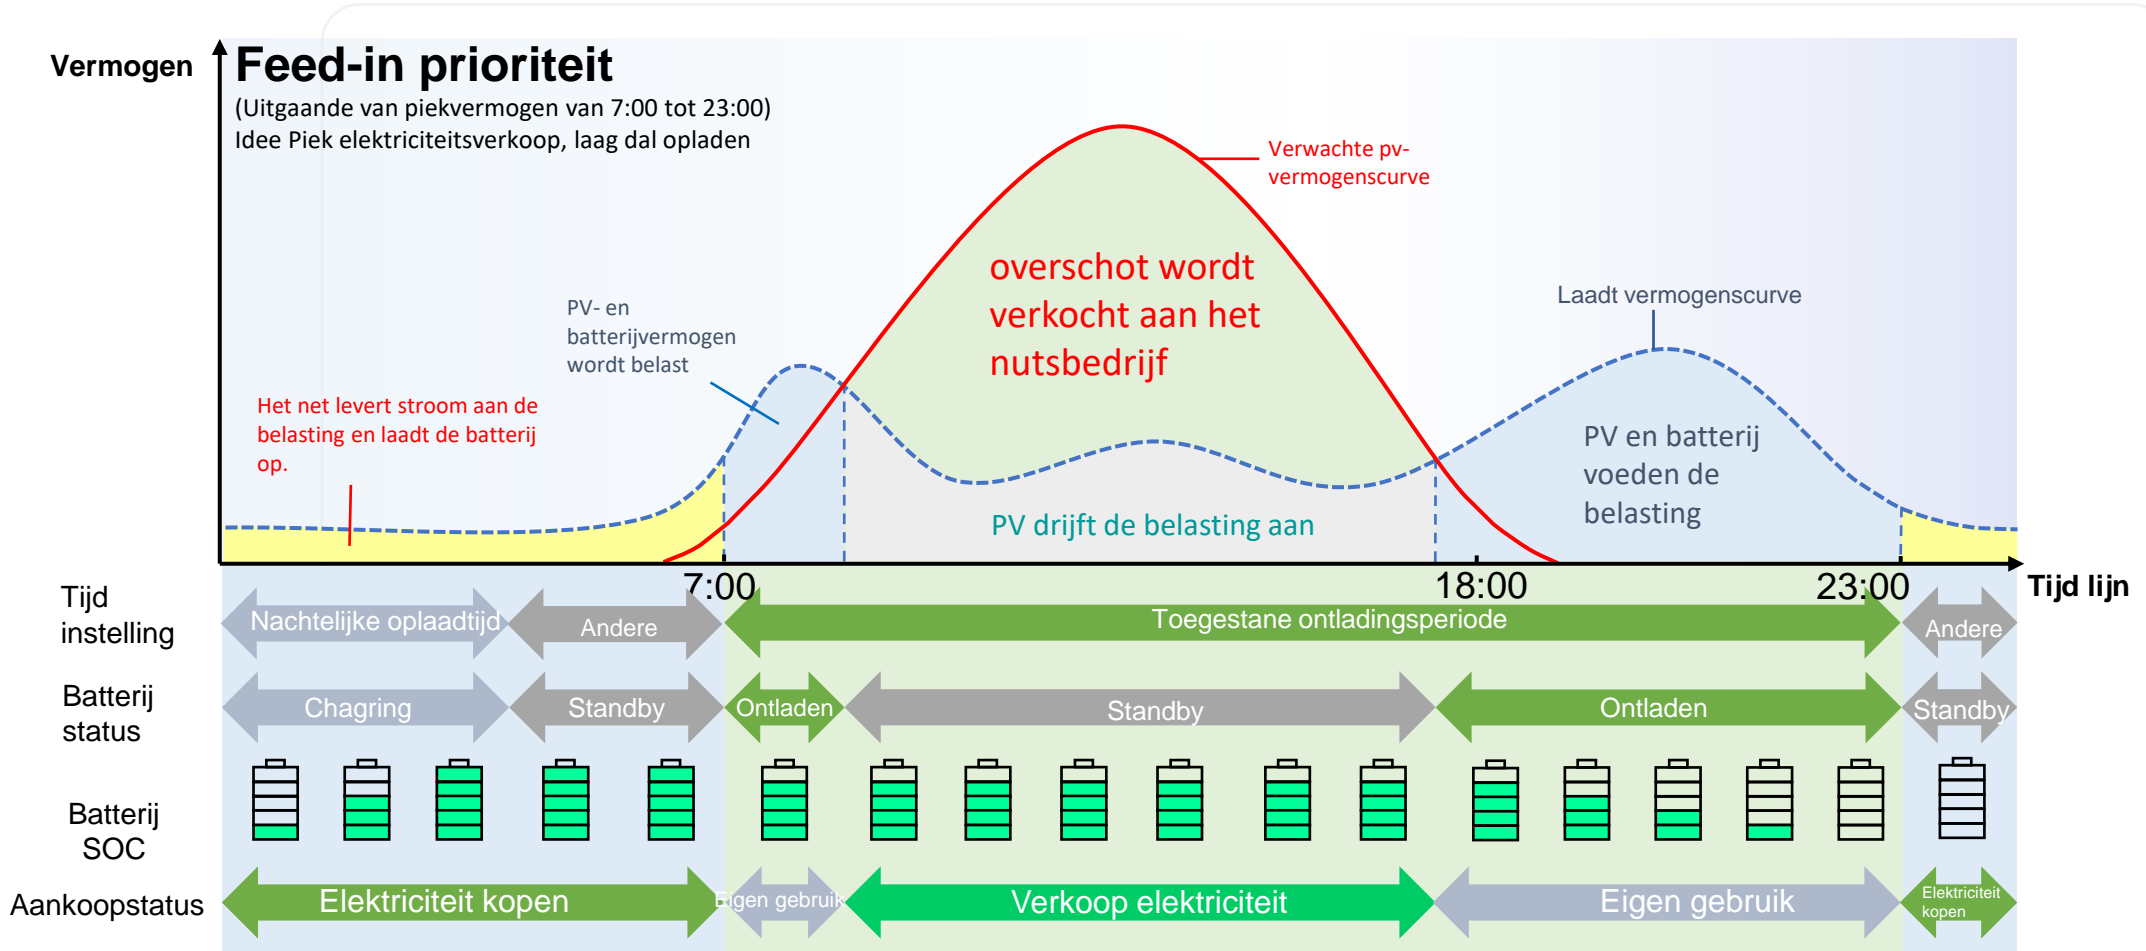 Vermogen
Feed-in prioriteit
(Uitgaande van piekvermogen van 7:00 tot 23:00)
Idee Piek elektriciteitsverkoop, laag dal opladen
Verwachte pv-
vermogenscurve
overschot wordt
verkocht aan het
nutsbedrijf
Laadt vermogenscurve
PV- en
batterijvermogen
wordt belast
Het net levert stroom aan de
belasting en laadt de batterij
op.
PV en batterij
voeden de
belasting
PV drijft de belasting aan
7:00
18:00
23:00
Tijd lijn
Tijd
instelling
Nachtelijke oplaadtijd
Andere
Toegestane ontladingsperiode
Andere
Batterij
status
Chagring
Standby
Ontladen
Standby
Ontladen
Standby
Batterij
SOC
Aankoopstatus
Elektriciteit kopen
Eigen gebruik
Verkoop elektriciteit
Eigen gebruik
Elektriciteit
kopen